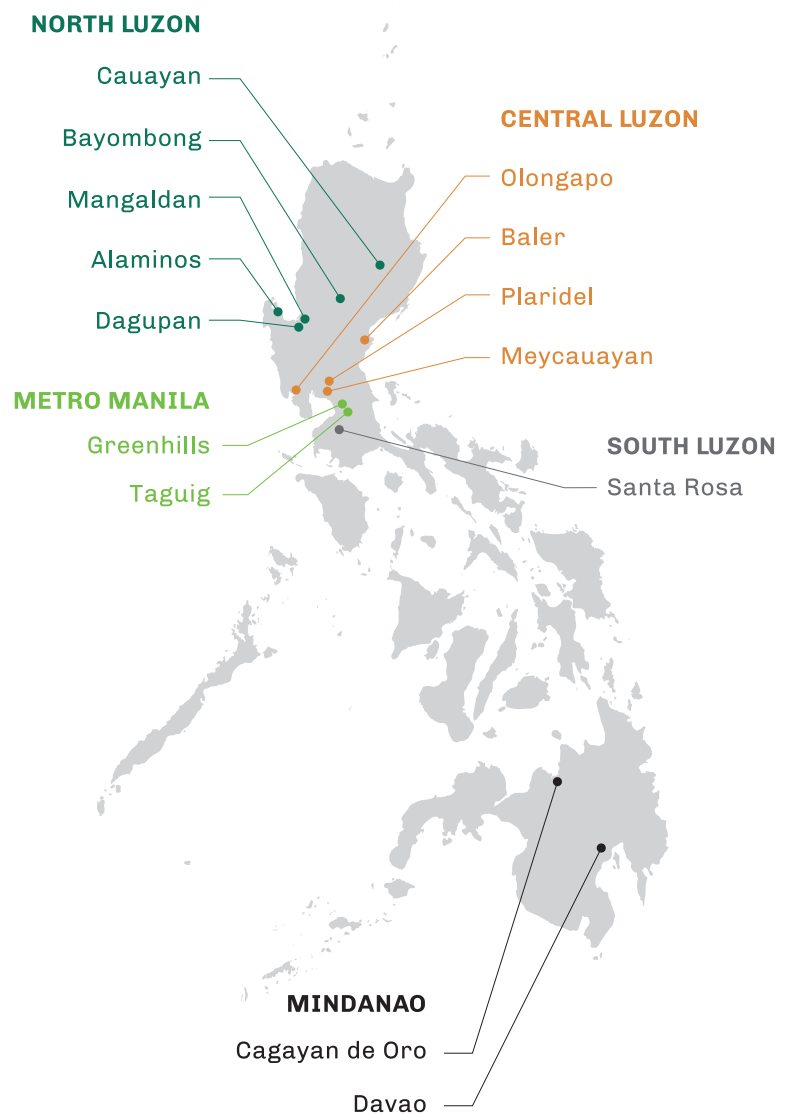 NORTH LUZON
Cauayan
Bayombong
Mangaldan
Alaminos
Dagupan
CENTRAL LUZON
Olongapo
Baler
Plaridel
Meycauayan
METRO MANILA
Greenhills
Taguig
SOUTH LUZON
Santa Rosa
MINDANAO
Cagayan de Oro
Davao